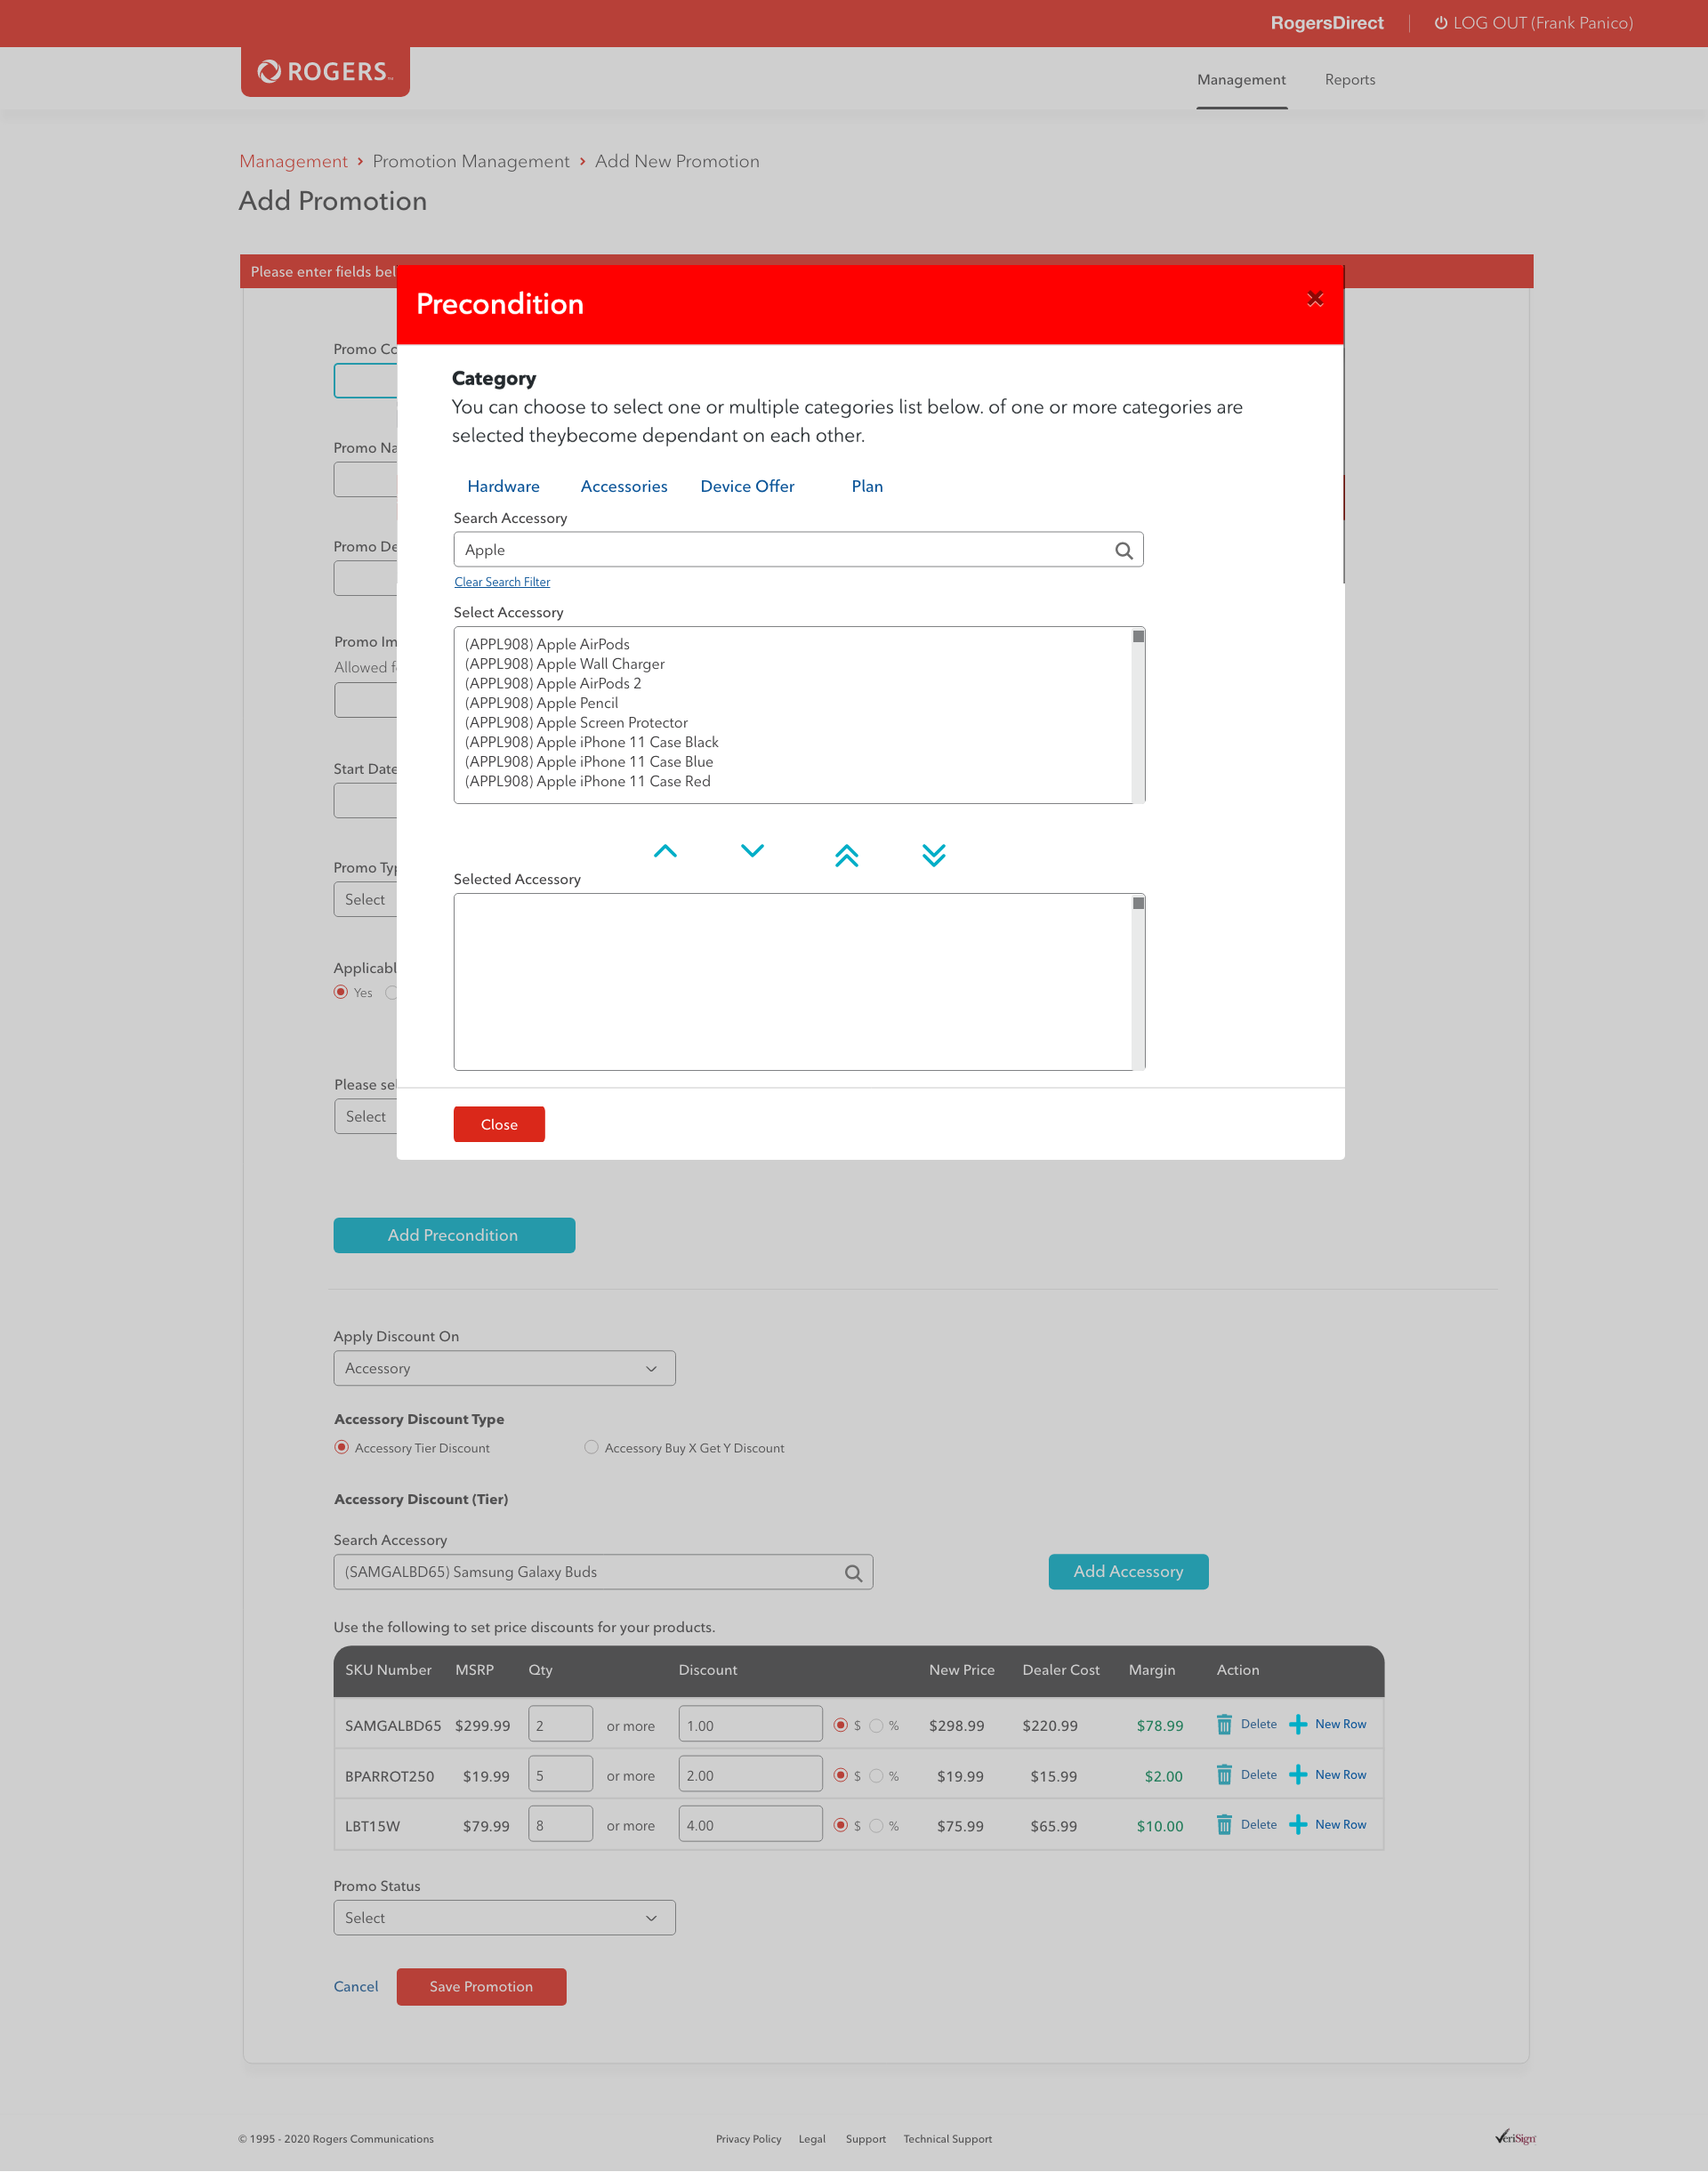 RogersDirect
LOG OUT (Frank Panico)
ROGERS™
Management Reports
Management > Promotion Management > Add New Promotion
Add Promotion
Please enter fields bel
Precondition
Category
You can choose to select one or multiple categories list below. of one or more categories are
selected theybecome dependant on each other.
Hardware Accessories Device Offer Plan
Search Accessory
Apple
Clear Search Filter
Select Accessory
(APPL908) Apple AirPods
(APPL908) Apple Wall Charger
(APPL908) Apple AirPods 2
(APPL908) Apple Pencil
(APPL908) Apple Screen Protector
(APPL908) Apple iPhone 11 Case Black
(APPL908) Apple iPhone 11 Case Blue
(APPL908) Apple iPhone 11 Case Red
Selected Accessory
Close
Promo Co
Promo Na
Promo De
Promo Im
Allowed f
Start Date
Promo Typ
Select
Applicabl
Yes
Please sel
Select
Add Precondition
Apply Discount On
Accessory
Accessory Discount Type
Accessory Tier Discount Accessory Buy X Get Y Discount
Accessory Discount (Tier)
Search Accessory
(SAMGALBD65) Samsung Galaxy Buds
Add Accessory
Use the following to set price discounts for your products.
SKU Number MSRP Qty Discount New Price Dealer Cost Margin Action
SAMGALBD65 $299.99 2 or more 1.00 $ % $298.99 $220.99 $78.99 Delete New Row
BPARROT250 $19.99 5 or more 2.00 $ % $19.99 $15.99 $2.00 Delete New Row
LBT15W $79.99 8 or more 4.00 $ % $75.99 $65.99 $10.00 Delete New Row
Promo Status
Select
Cancel Save Promotion
© 1995 - 2020 Rogers Communications Privacy Policy Legal Support Technical Support VeriSign